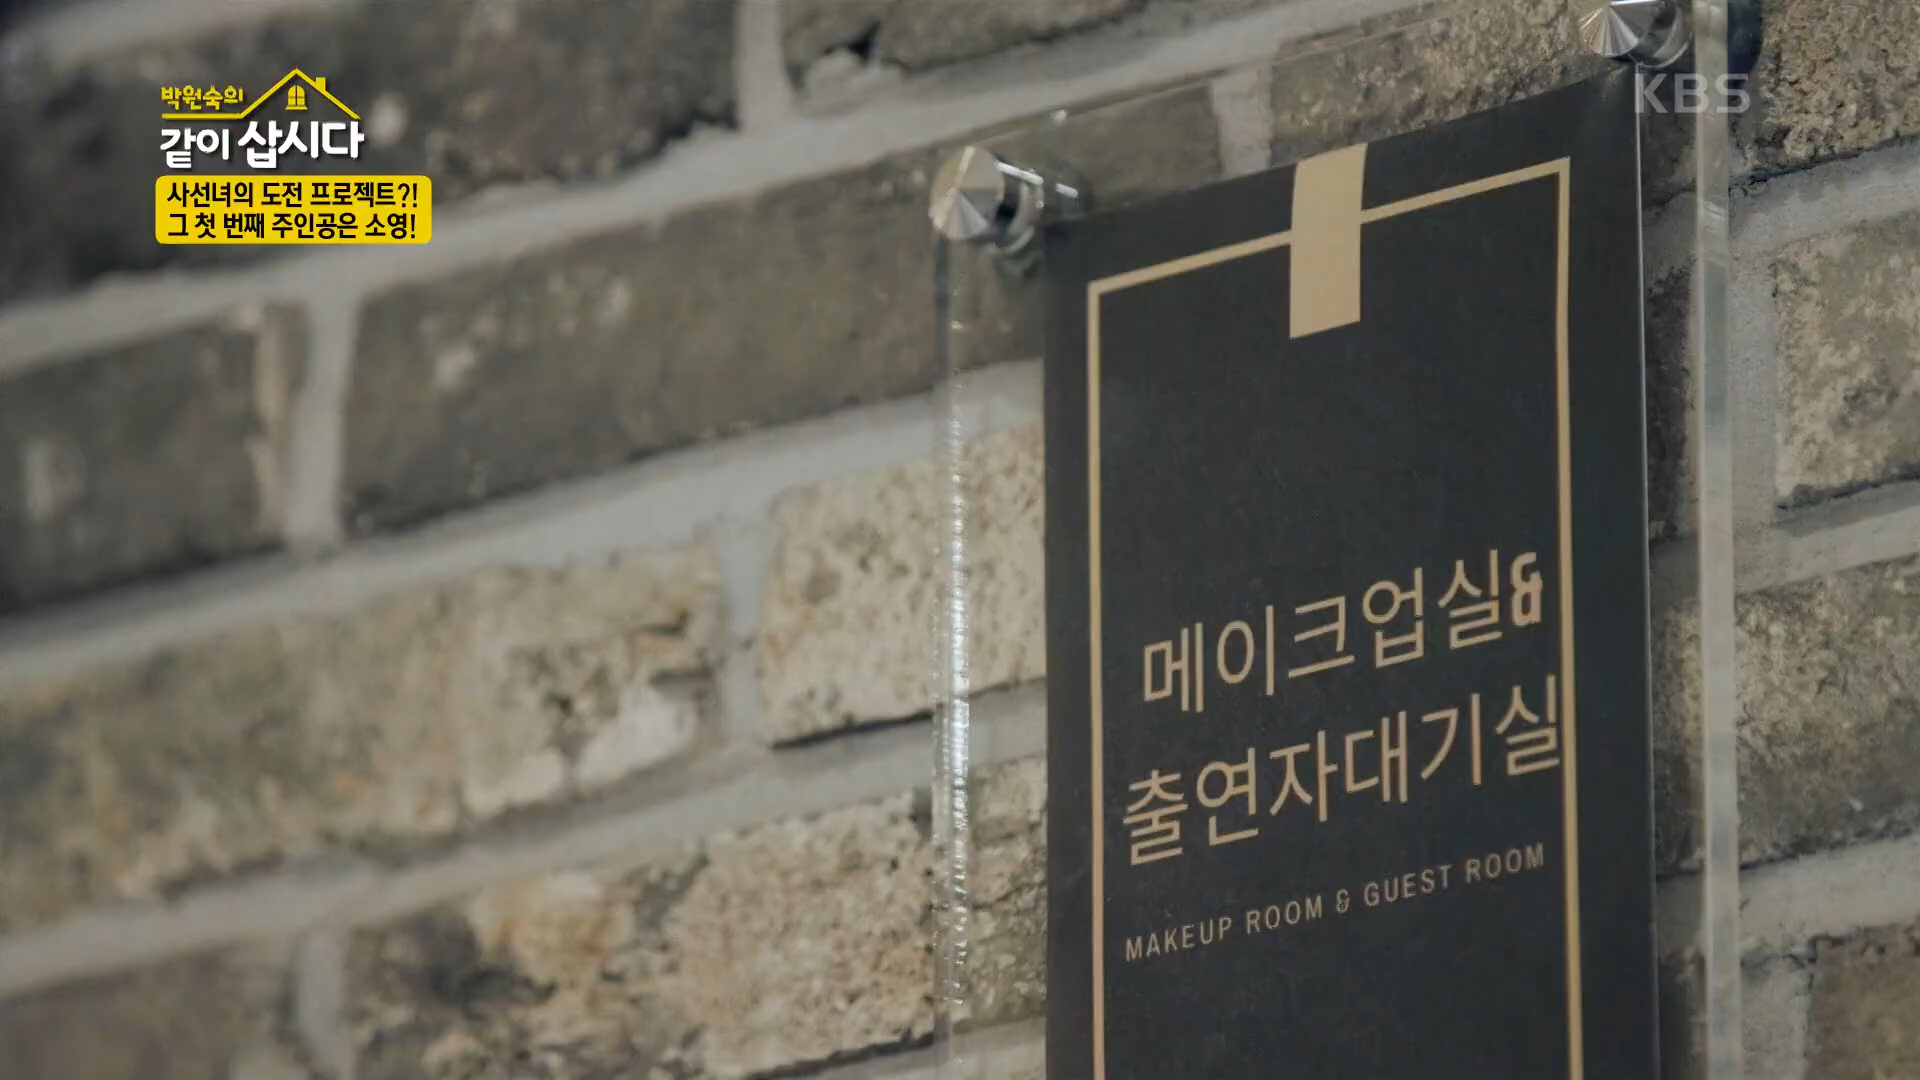 박원숙의
같이 삽시다
사선녀의 도전 프로젝트?!
그 첫 번째 주인공은 소영!
KBS
메이크업실&
출연자대기실
MAKEUP ROOM & GUEST ROOM